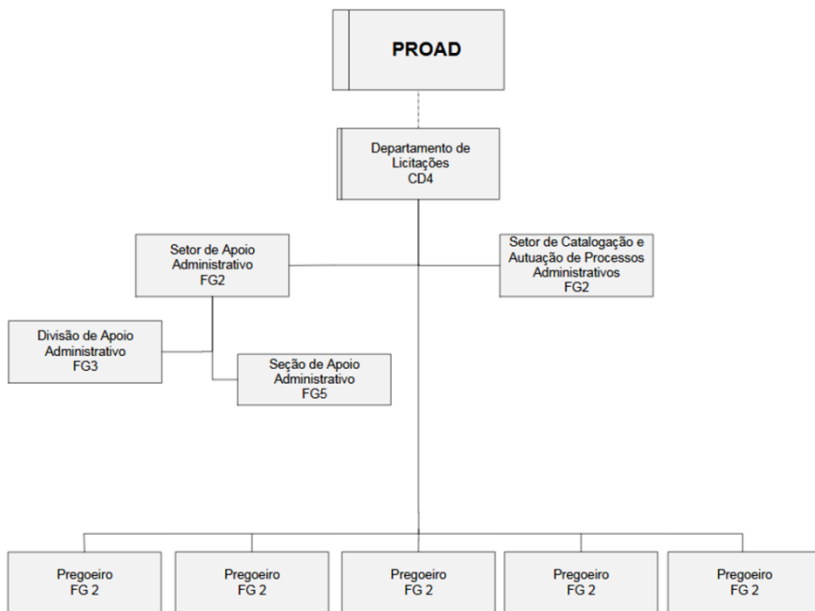 PROAD
Departamento de
Licitações
CD4
Setor de Apoio
Administrativo
FG2
Setor de Catalogação e
Autuação de Processos
Administrativos
FG2
Divisão de Apoio
Administrativo
FG3
Seção de Apoio
Administrativo
FG5
Pregoeiro
FG 2
Pregoeiro
FG 2
Pregoeiro
FG 2
Pregoeiro
FG 2
Pregoeiro
FG 2